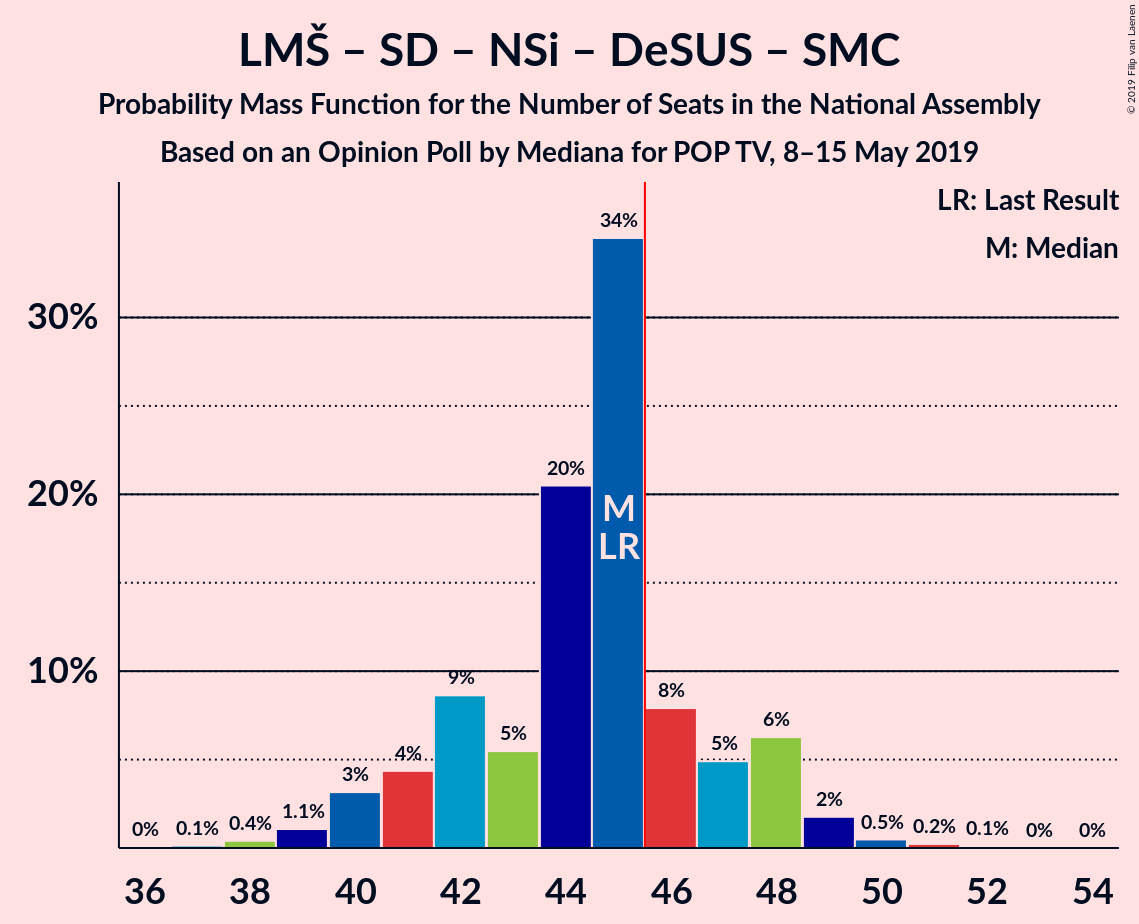 LMŠ – SD – NSi – DeSUS – SMC
Probability Mass Function for the Number of Seats in the National Assembly
Based on an Opinion Poll by Mediana for POP TV, 8–15 May 2019
© 2019 Filip van Laenen
LR: Last Result
M: Median
34%
30%
20%
20%
M
LR
10%
9%
8%
6%
5%
5%
4%
3%
2%
1.1%
0.5%
0.4%
0.2%
0.1%
0.1%
0%
0%
0%
36 38 40 42 44 46 48 50 52 54